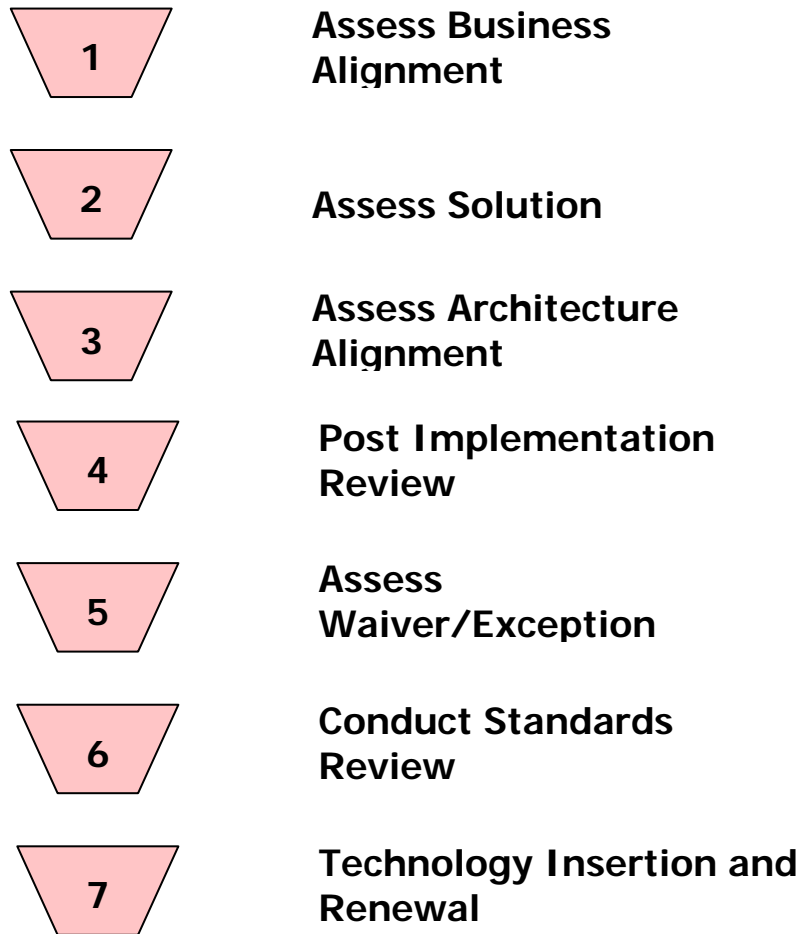 1
Assess Business
Alignment
2
Assess Solution
3
Assess Architecture
Alignment
4
Post Implementation
Review
5
Assess
Waiver/Exception
6
Conduct Standards
Review
7
Technology Insertion and
Renewal